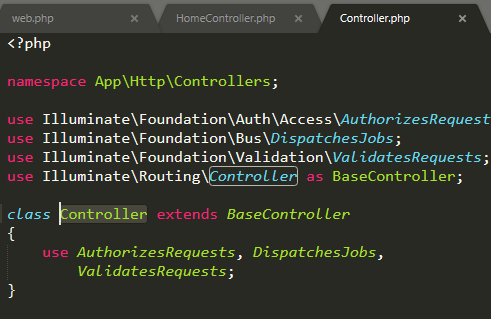 web.php HomeController.php Controller.php
<?php
namespace App\Http\Controllers;
use Illuminate\Foundation\Auth\Access\AuthorizesRequest
use Illuminate\Foundation\Bus\DispatchesJobs;
use Illuminate\Foundation\Validation\ValidatesRequests;
use Illuminate\Routing\Controller as BaseController;
class Controller extends BaseController
{
use AuthorizesRequests, DispatchesJobs,
ValidatesRequests;
}